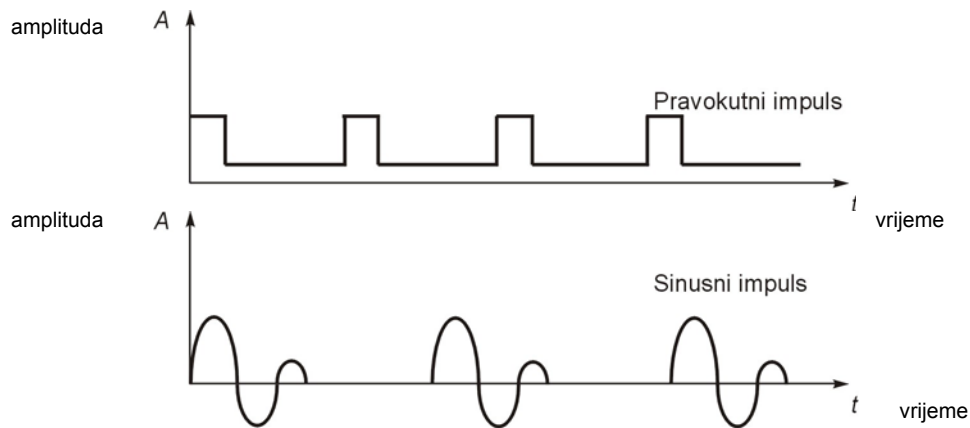 amplituda A
Pravokutni impuls
t vrijeme
amplituda A
Sinusni impuls
t vrijeme